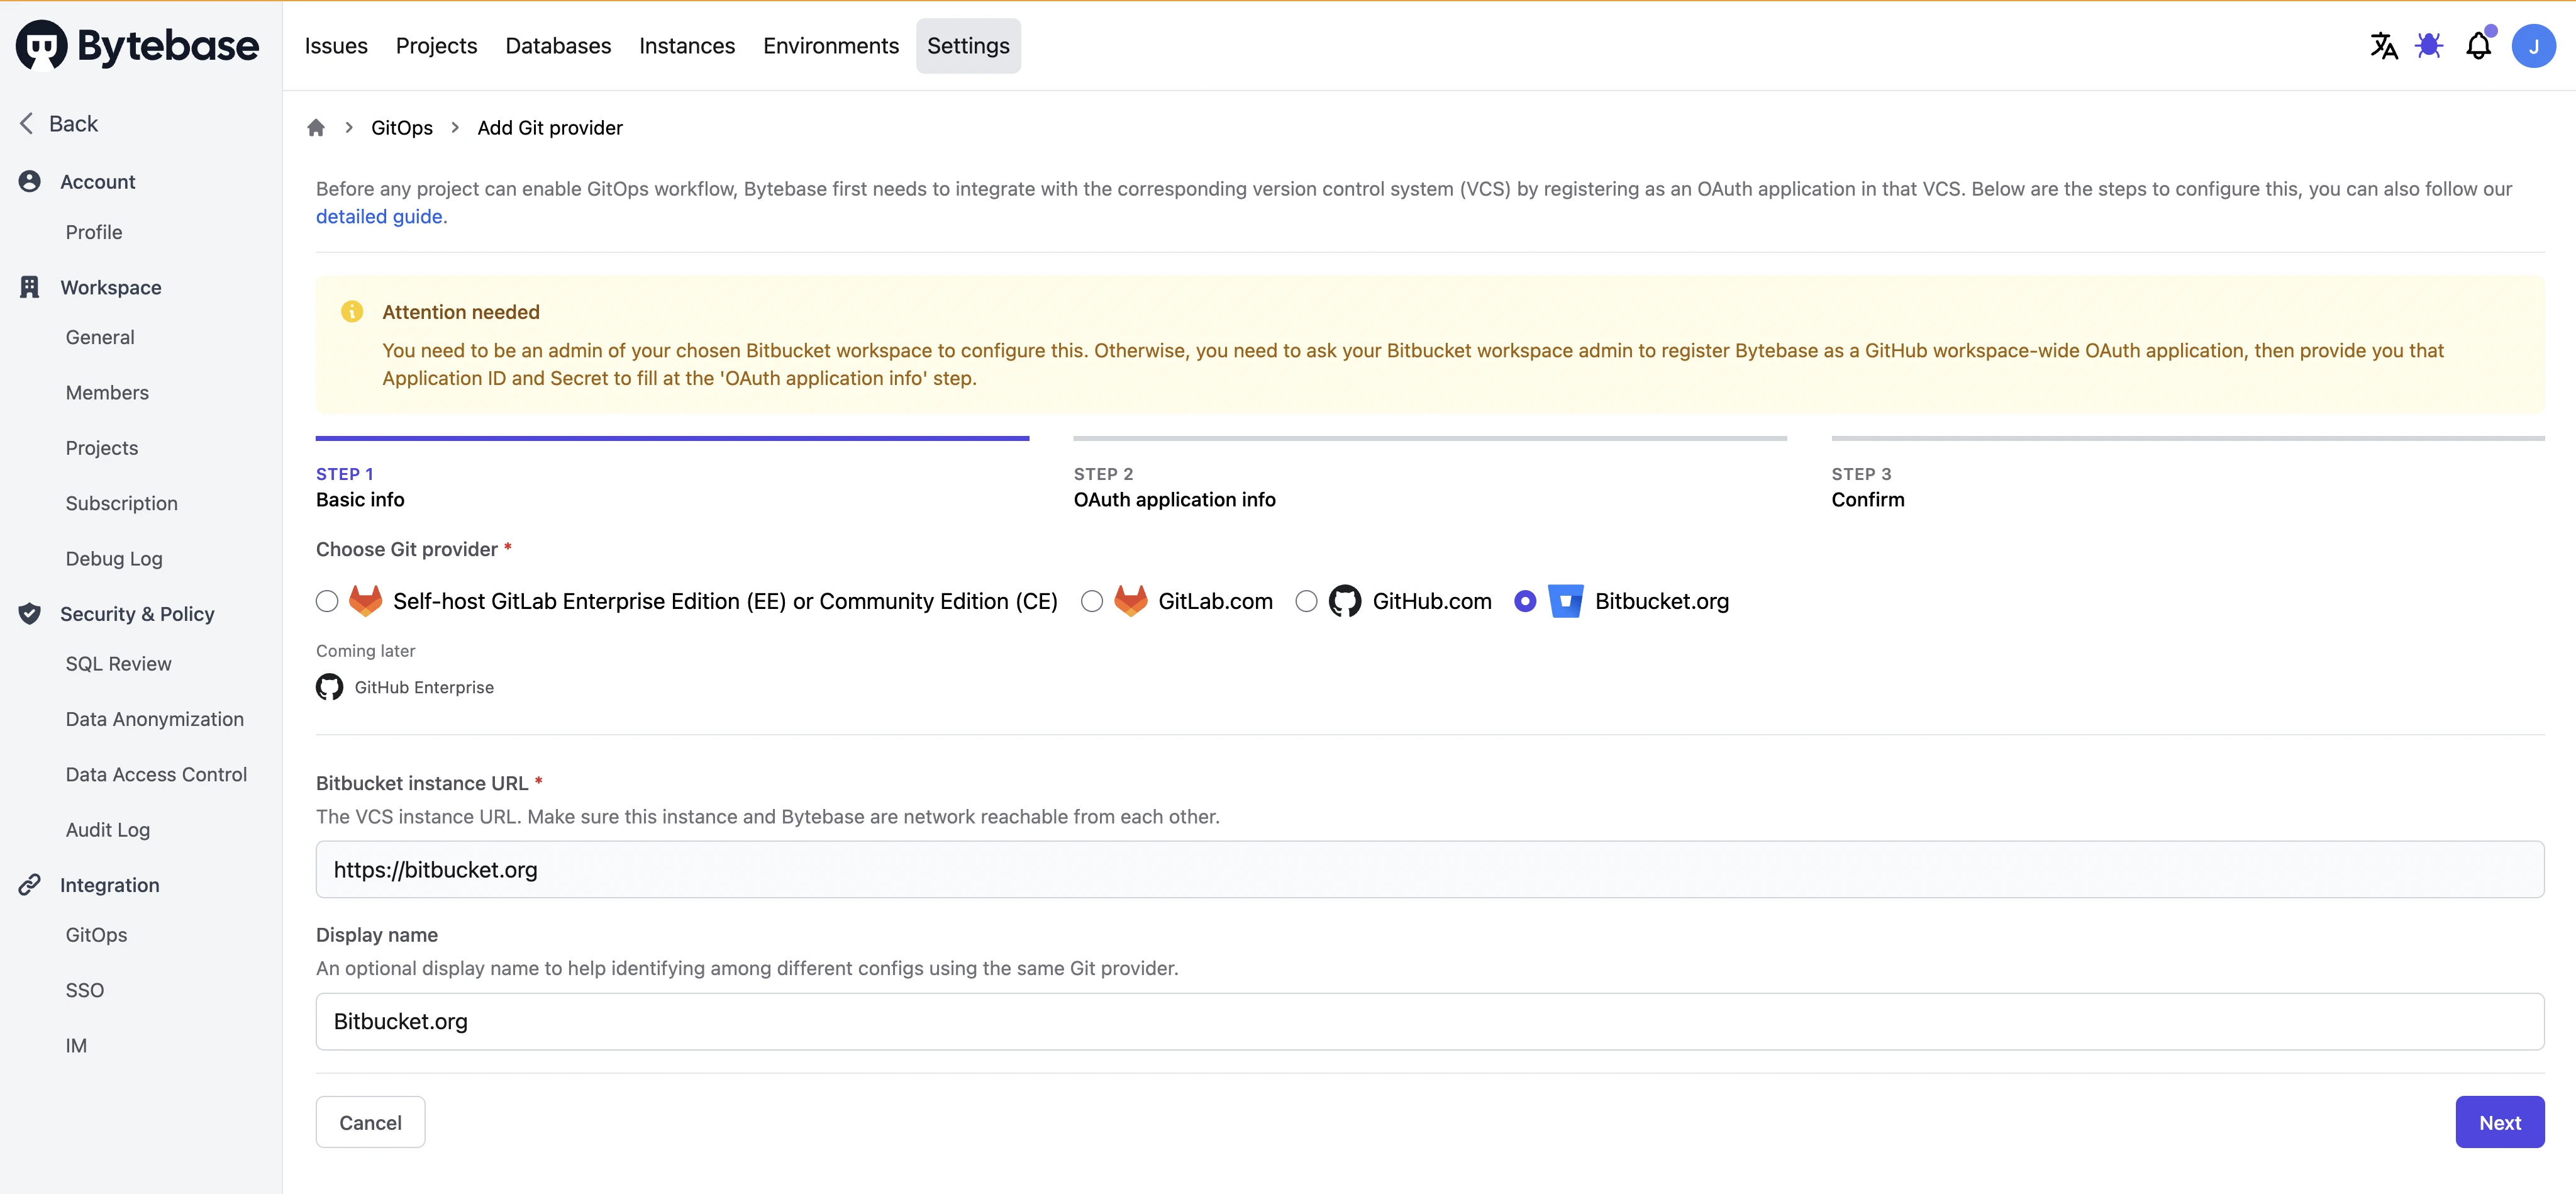 Bytebase
Issues Projects Databases Instances Environments Settings
J
Back
Account
Profile
Workspace
General
Members
Projects
Subscription
Debug Log
Security & Policy
SQL Review
Data Anonymization
Data Access Control
Audit Log
Integration
GitOps
SSO
IM
GitOps > Add Git provider
Before any project can enable GitOps workflow, Bytebase first needs to integrate with the corresponding version control system (VCS) by registering as an OAuth application in that VCS. Below are the steps to configure this, you can also follow our
detailed guide.
Attention needed
You need to be an admin of your chosen Bitbucket workspace to configure this. Otherwise, you need to ask your Bitbucket workspace admin to register Bytebase as a GitHub workspace-wide OAuth application, then provide you that
Application ID and Secret to fill at the 'OAuth application info' step.
STEP 1
Basic info
STEP 2
OAuth application info
STEP 3
Confirm
Choose Git provider *
Self-host GitLab Enterprise Edition (EE) or Community Edition (CE) GitLab.com GitHub.com Bitbucket.org
Coming later
GitHub Enterprise
Bitbucket instance URL *
The VCS instance URL. Make sure this instance and Bytebase are network reachable from each other.
https://bitbucket.org
Display name
An optional display name to help identifying among different configs using the same Git provider.
Bitbucket.org
Cancel
Next